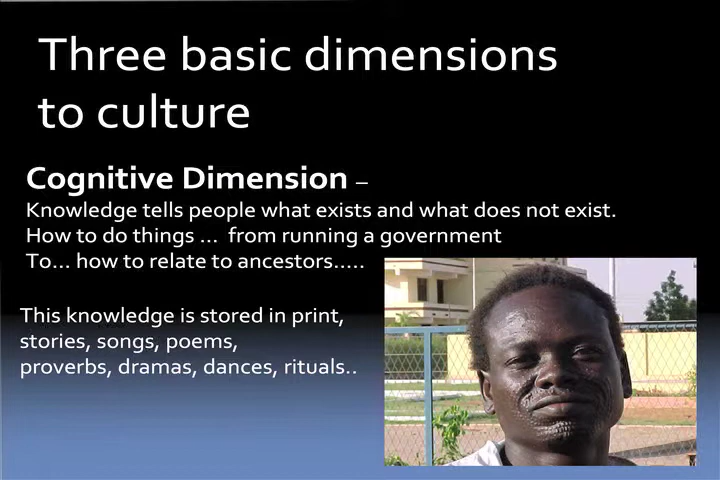 Three basic dimensions
to culture
Cognitive Dimension –
Knowledge tells people what exists and what does not exist.
How to do things ... from running a government
To... how to relate to ancestors.....
This knowledge is stored in print,
stories, songs, poems,
proverbs, dramas, dances, rituals..